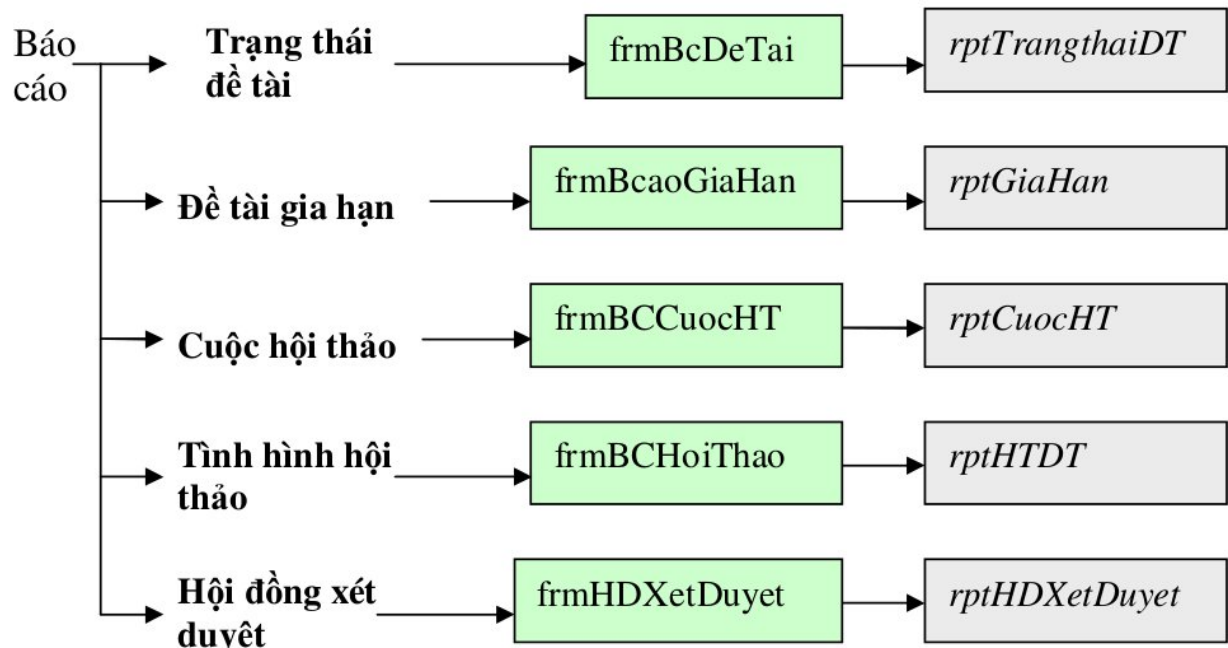 Báo
cáo
Trạng thái
đề tài
frmBcDeTai
rptTrangthaiDT
Đề tài gia hạn
frmBcaoGiaHan
rptGiaHan
Cuộc hội thảo
frmBCCuocHT
rptCuocHT
Tình hình hội
thảo
frmBCHoiThao
rptHTDT
Hội đồng xét
duyêt
frmHDXetDuyet
rptHDXetDuyet